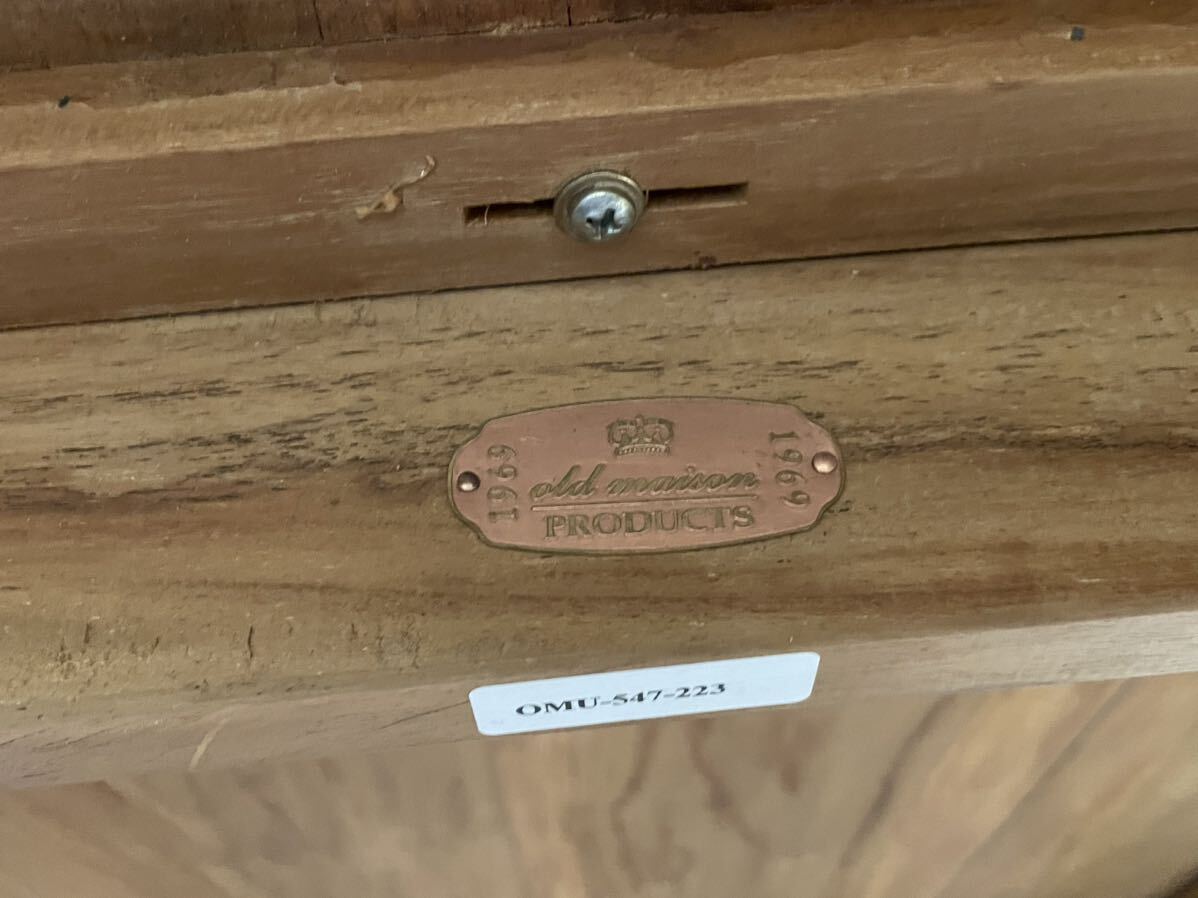 1969
old maison
PRODUCTS
1969
OMU-547-223